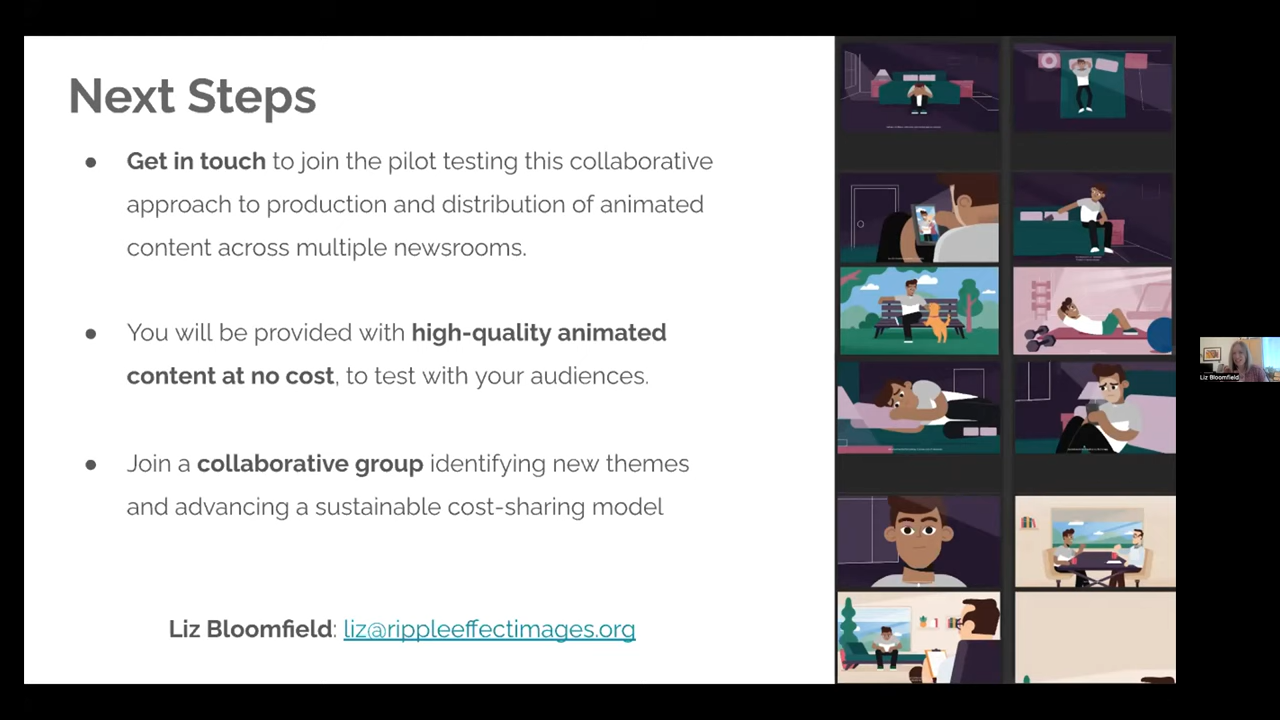 Next Steps
● Get in touch to join the pilot testing this collaborative
approach to production and distribution of animated
content across multiple newsrooms.
● You will be provided with high-quality animated
content at no cost, to test with your audiences.
● Join a collaborative group identifying new themes
and advancing a sustainable cost-sharing model
Liz Bloomfield: liz@rippleeffectimages.org
Liz Bloomfield